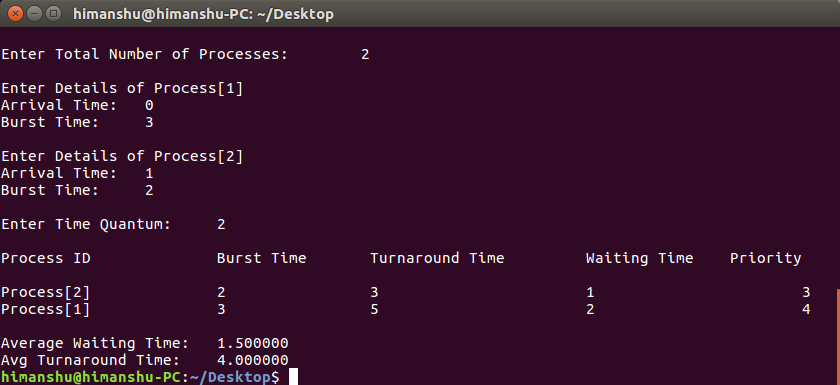 himanshu@himanshu-PC: ~/Desktop
Enter Total Number of Processes: 2
Enter Details of Process[1]
Arrival Time: 0
Burst Time: 3
Enter Details of Process[2]
Arrival Time: 1
Burst Time: 2
Enter Time Quantum: 2
Process ID Burst Time Turnaround Time Waiting Time Priority
Process[2] 2 3 1 3
Process[1] 3 5 2 4
Average Waiting Time: 1.500000
Avg Turnaround Time: 4.000000
himanshu@himanshu-PC:~/Desktop$